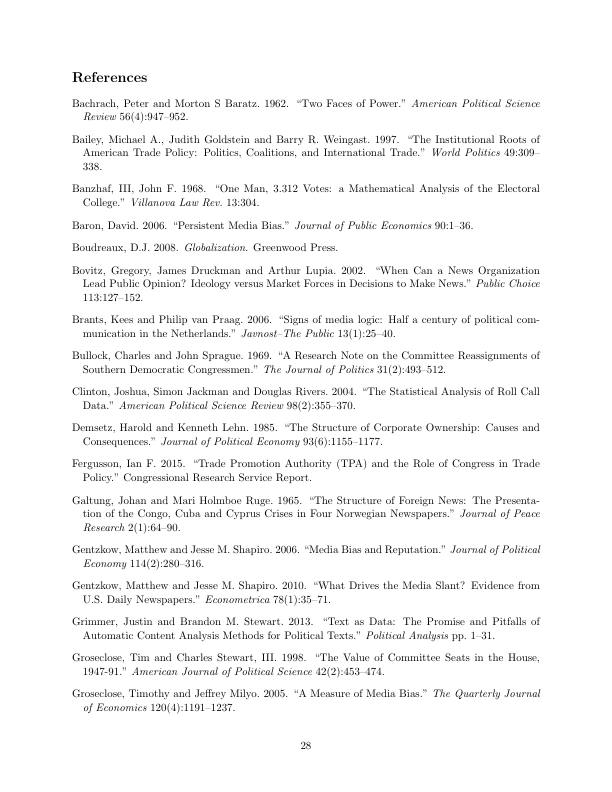 References
Bachrach, Peter and Morton S Baratz. 1962. “Two Faces of Power.” American Political Science
Review 56(4):947–952.
Bailey, Michael A., Judith Goldstein and Barry R. Weingast. 1997. “The Institutional Roots of
American Trade Policy: Politics, Coalitions, and International Trade.” World Politics 49:309–
338.
Banzhaf, III, John F. 1968. “One Man, 3.312 Votes: a Mathematical Analysis of the Electoral
College.” Villanova Law Rev. 13:304.
Baron, David. 2006. “Persistent Media Bias.” Journal of Public Economics 90:1–36.
Boudreaux, D.J. 2008. Globalization. Greenwood Press.
Bovitz, Gregory, James Druckman and Arthur Lupia. 2002. “When Can a News Organization
Lead Public Opinion? Ideology versus Market Forces in Decisions to Make News.” Public Choice
113:127–152.
Brants, Kees and Philip van Praag. 2006. “Signs of media logic: Half a century of political com-
munication in the Netherlands.” Javnost–The Public 13(1):25–40.
Bullock, Charles and John Sprague. 1969. “A Research Note on the Committee Reassignments of
Southern Democratic Congressmen.” The Journal of Politics 31(2):493–512.
Clinton, Joshua, Simon Jackman and Douglas Rivers. 2004. “The Statistical Analysis of Roll Call
Data.” American Political Science Review 98(2):355–370.
Demsetz, Harold and Kenneth Lehn. 1985. “The Structure of Corporate Ownership: Causes and
Consequences.” Journal of Political Economy 93(6):1155–1177.
Fergusson, Ian F. 2015. “Trade Promotion Authority (TPA) and the Role of Congress in Trade
Policy.” Congressional Research Service Report.
Galtung, Johan and Mari Holmboe Ruge. 1965. “The Structure of Foreign News: The Presenta-
tion of the Congo, Cuba and Cyprus Crises in Four Norwegian Newspapers.” Journal of Peace
Research 2(1):64–90.
Gentzkow, Matthew and Jesse M. Shapiro. 2006. “Media Bias and Reputation.” Journal of Political
Economy 114(2):280–316.
Gentzkow, Matthew and Jesse M. Shapiro. 2010. “What Drives the Media Slant? Evidence from
U.S. Daily Newspapers.” Econometrica 78(1):35–71.
Grimmer, Justin and Brandon M. Stewart. 2013. “Text as Data: The Promise and Pitfalls of
Automatic Content Analysis Methods for Political Texts.” Political Analysis pp. 1–31.
Groseclose, Tim and Charles Stewart, III. 1998. “The Value of Committee Seats in the House,
1947-91.” American Journal of Political Science 42(2):453–474.
Groseclose, Timothy and Jeffrey Milyo. 2005. “A Measure of Media Bias.” The Quarterly Journal
of Economics 120(4):1191–1237.
28